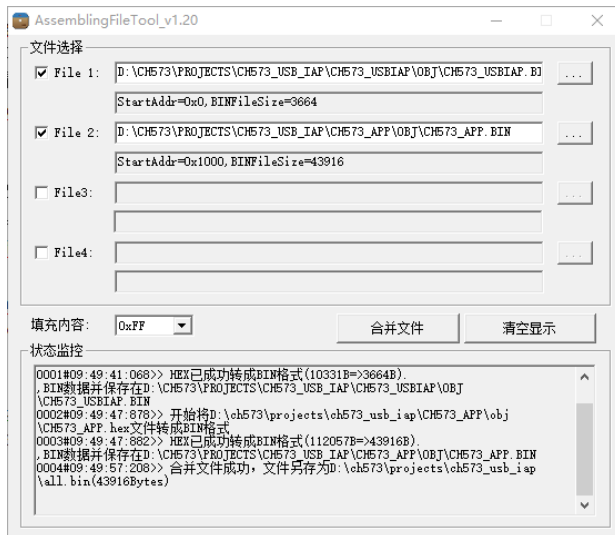 AssemblingFileTool_v1.20
文件选择
File 1:
D:\CH573\PROJECTS\CH573_USB_IAP\CH573_USBIAP\OBJ\CH573_USBIAP.BI
...
StartAddr=0x0,BINFileSize=3664
File 2:
D:\CH573\PROJECTS\CH573_USB_IAP\CH573_APP\OBJ\CH573_APP.BIN
...
StartAddr=0x1000,BINFileSize=43916
File3:
...
File4:
...
填充内容:
0xFF
合并文件
清空显示
状态监控
0001#09:49:41:068>> HEX已成功转成BIN格式(10331B=>3664B).
,BIN数据并保存在D:\CH573\PROJECTS\CH573_USB_IAP\CH573_USBIAP\OBJ
\CH573_USBIAP.BIN
0002#09:49:47:878>> 开始将D:\ch573\projects\ch573_usb_iap\CH573_APP\obj
\CH573_APP.hex文件转成BIN格式
0003#09:49:47:882>> HEX已成功转成BIN格式(112057B=>43916B).
,BIN数据并保存在D:\CH573\PROJECTS\CH573_USB_IAP\CH573_APP\OBJ\CH573_APP.BIN
0004#09:49:57:208>> 合并文件成功，文件另存为D:\ch573\projects\ch573_usb_iap
\all.bin(43916Bytes)